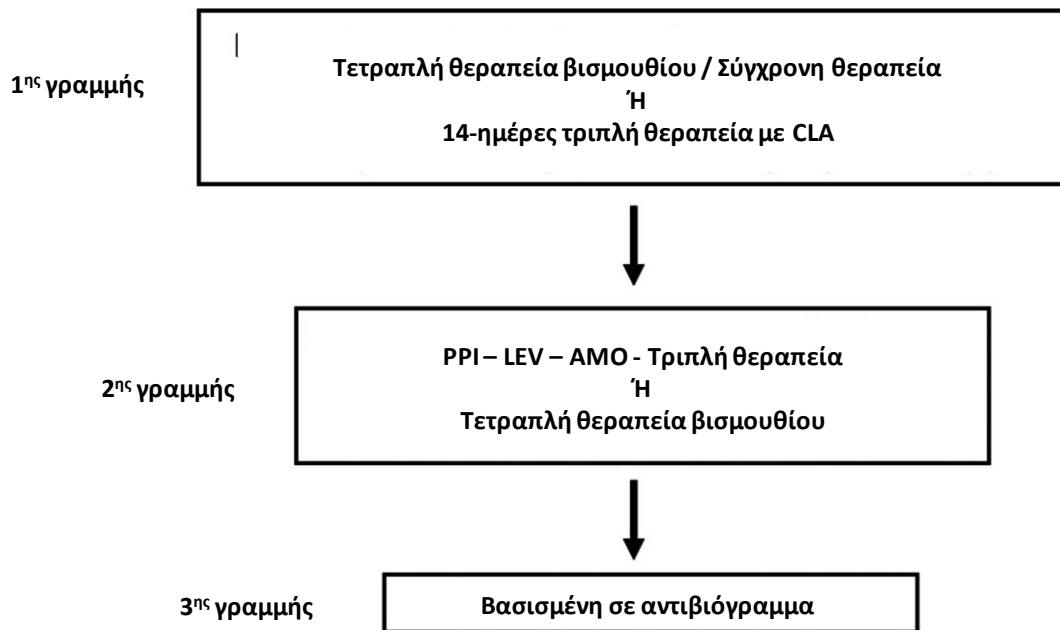 1ης γραμμής
Τετραπλή θεραπεία βισμουθίου / Σύγχρονη θεραπεία
Ή
14-ημέρες τριπλή θεραπεία με CLA
2ης γραμμής
PPI – LEV – AMO - Τριπλή θεραπεία
Ή
Τετραπλή θεραπεία βισμουθίου
3ης γραμμής
Βασισμένη σε αντιβιόγραμμα